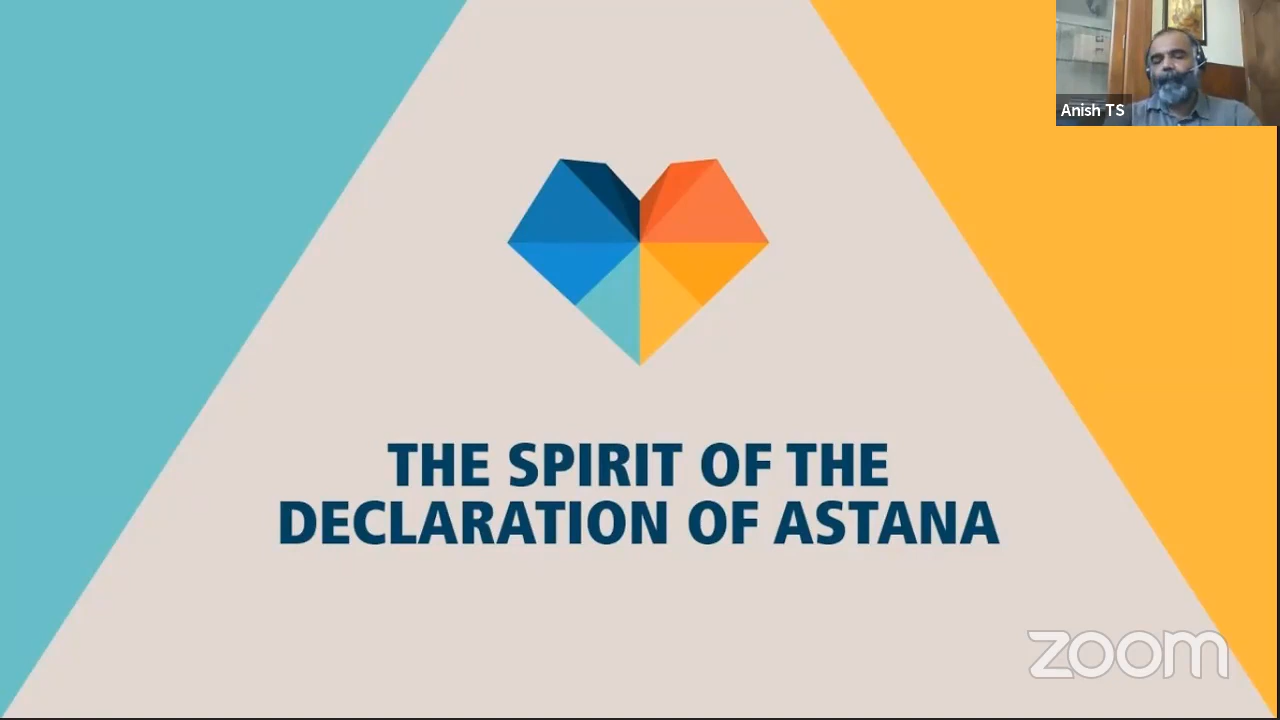 Anish TS
THE SPIRIT OF THE
DECLARATION OF ASTANA
zoom